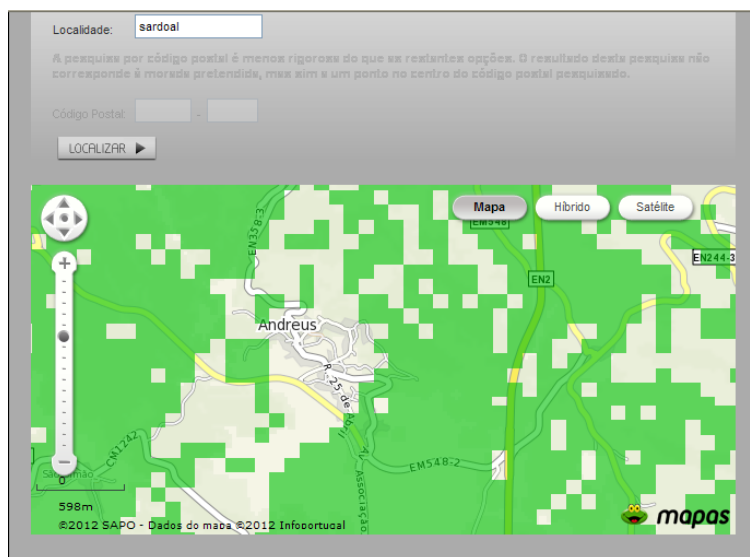 Localidade: sardoal
A pesquisa por código postal é menos rigorosa do que as restantes opções. O resultado desta pesquisa não
corresponde à morada pretendida, mas sim a um ponto no centro do código postal pesquisado.
Código Postal: -
LOCALIZAR
Mapa Híbrido Satélite
EN358-3
EM548
EN244-3
EN2
Andreus
R. 25 de Abril
Av Associação
CM1242
EM548-2
0
598m
©2012 SAPO - Dados do mapa ©2012 Infoportugal
mapas